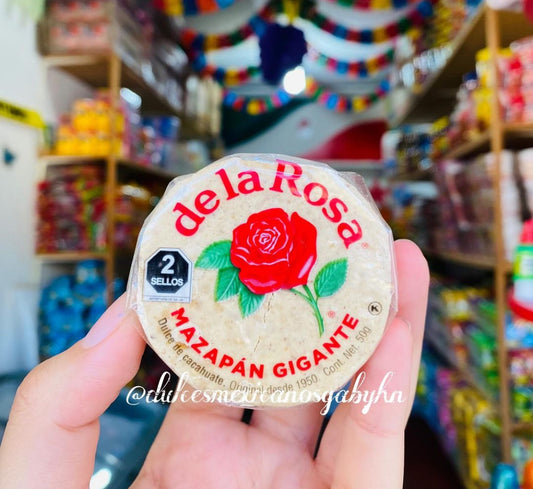 de la Rosa
2
SELLOS
MAZAPÁN GIGANTE
Dulce de cacahuate. Original desde 1950. Cont. Net. 50g
K
@dulcesmexicanosgabyhn